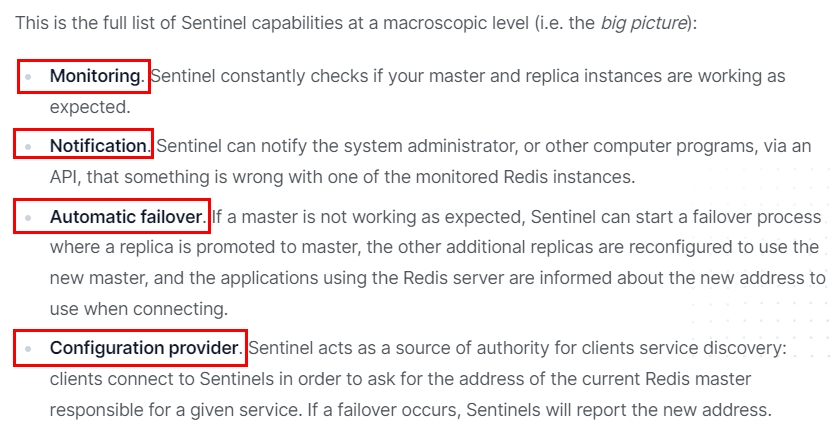 This is the full list of Sentinel capabilities at a macroscopic level (i.e. the big picture):
Monitoring. Sentinel constantly checks if your master and replica instances are working as
expected.
Notification. Sentinel can notify the system administrator, or other computer programs, via an
API, that something is wrong with one of the monitored Redis instances.
Automatic failover. If a master is not working as expected, Sentinel can start a failover process
where a replica is promoted to master, the other additional replicas are reconfigured to use the
new master, and the applications using the Redis server are informed about the new address to
use when connecting.
Configuration provider. Sentinel acts as a source of authority for clients service discovery:
clients connect to Sentinels in order to ask for the address of the current Redis master
responsible for a given service. If a failover occurs, Sentinels will report the new address.